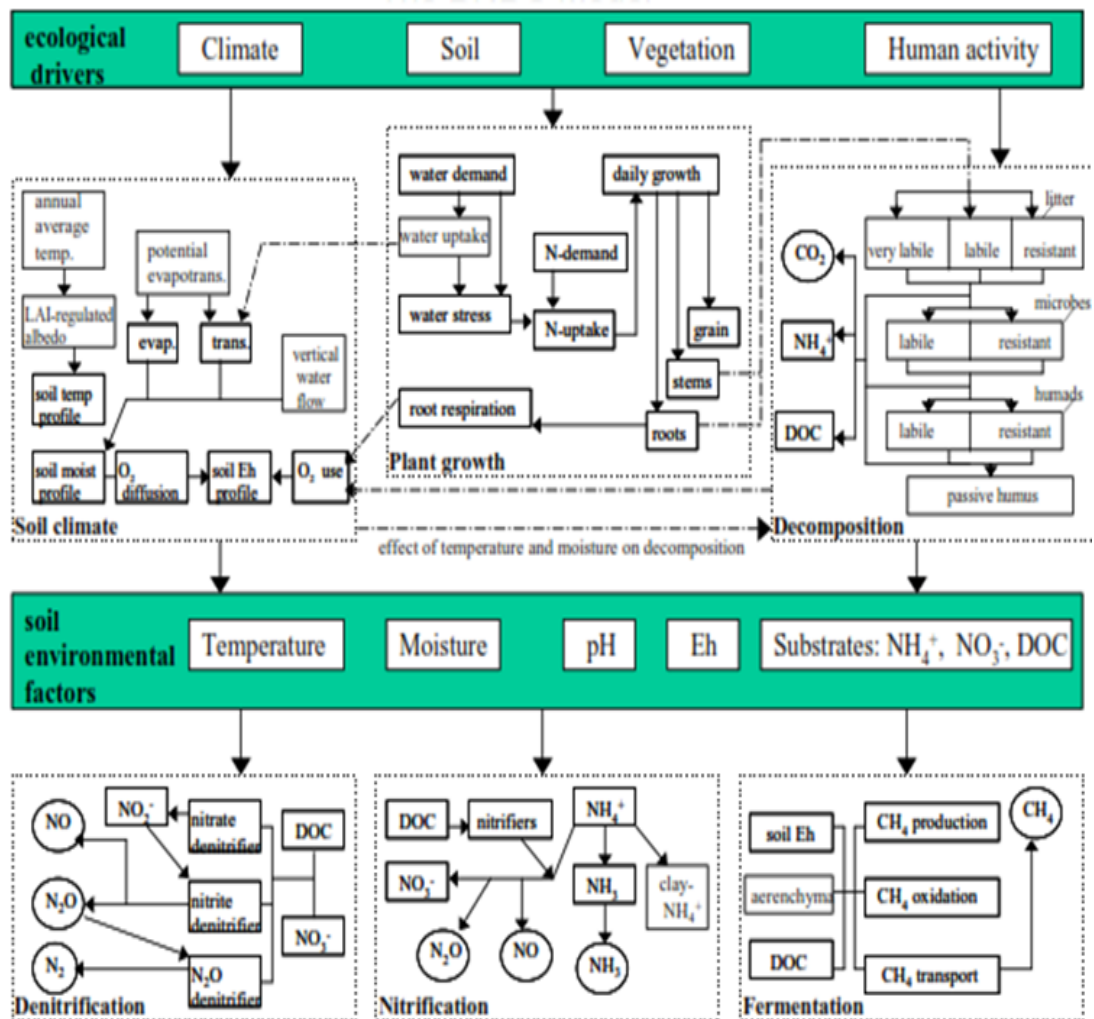 ecological
drivers
Climate
Soil
Vegetation
Human activity
annual
average
temp.
potential
evapotrans.
LAI-regulated
albedo
evap.
trans.
vertical
water
flow
soil temp
profile
soil moist
profile
O₂
diffusion
soil Eh
profile
O₂ use
Soil climate
water demand
daily growth
water uptake
N-demand
water stress
N-uptake
grain
stems
root respiration
roots
Plant growth
litter
CO₂
very labile
labile
resistant
microbes
NH₄⁺
labile
resistant
humads
DOC
labile
resistant
passive humus
Decomposition
effect of temperature and moisture on decomposition
soil
environmental
factors
Temperature
Moisture
pH
Eh
Substrates: NH₄⁺, NO₃⁻, DOC
NO
NO₂⁻
nitrate
denitrifier
DOC
N₂O
nitrite
denitrifier
NO₃⁻
N₂
N₂O
denitrifier
Denitrification
DOC
nitrifiers
NH₄⁺
NO₃⁻
NH₃
clay-
NH₄⁺
N₂O
NO
NH₃
Nitrification
soil Eh
CH₄ production
CH₄
aerenchyma
CH₄ oxidation
DOC
CH₄ transport
Fermentation